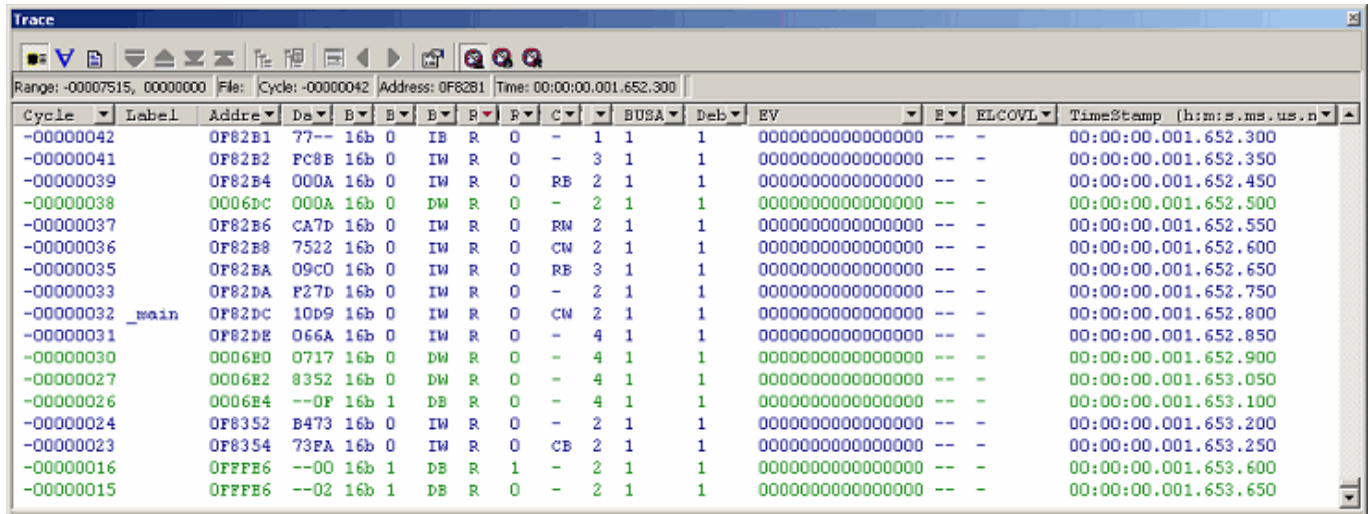 Trace
Range: -00007515, 00000000 File: Cycle: -00000042 Address: 0F82B1 Time: 00:00:00.001.652.300
Cycle Label Addre Da B B B R R C BUSA Deb EV E ELCOVL TimeStamp (h:m:s.ms.us.n
-00000042 0F82B1 77-- 16b 0 IB R 0 - 1 1 1 0000000000000000 -- - 00:00:00.001.652.300
-00000041 0F82B2 FC8B 16b 0 IW R 0 - 3 1 1 0000000000000000 -- - 00:00:00.001.652.350
-00000039 0F82B4 000A 16b 0 IW R 0 RB 2 1 1 0000000000000000 -- - 00:00:00.001.652.450
-00000038 0006DC 000A 16b 0 DW R 0 - 2 1 1 0000000000000000 -- - 00:00:00.001.652.500
-00000037 0F82B6 CA7D 16b 0 IW R 0 RW 2 1 1 0000000000000000 -- - 00:00:00.001.652.550
-00000036 0F82B8 7522 16b 0 IW R 0 CW 2 1 1 0000000000000000 -- - 00:00:00.001.652.600
-00000035 0F82BA 09C0 16b 0 IW R 0 RB 3 1 1 0000000000000000 -- - 00:00:00.001.652.650
-00000033 0F82DA F27D 16b 0 IW R 0 - 2 1 1 0000000000000000 -- - 00:00:00.001.652.750
-00000032 _main 0F82DC 10D9 16b 0 IW R 0 CW 2 1 1 0000000000000000 -- - 00:00:00.001.652.800
-00000031 0F82DE 066A 16b 0 IW R 0 - 4 1 1 0000000000000000 -- - 00:00:00.001.652.850
-00000030 0006E0 0717 16b 0 DW R 0 - 4 1 1 0000000000000000 -- - 00:00:00.001.652.900
-00000027 0006E2 8352 16b 0 DW R 0 - 4 1 1 0000000000000000 -- - 00:00:00.001.653.050
-00000026 0006E4 --0F 16b 1 DB R 0 - 4 1 1 0000000000000000 -- - 00:00:00.001.653.100
-00000024 0F8352 B473 16b 0 IW R 0 - 2 1 1 0000000000000000 -- - 00:00:00.001.653.200
-00000023 0F8354 73FA 16b 0 IW R 0 CB 2 1 1 0000000000000000 -- - 00:00:00.001.653.250
-00000016 0FFFE6 --00 16b 1 DB R 1 - 2 1 1 0000000000000000 -- - 00:00:00.001.653.600
-00000015 0FFFE6 --02 16b 1 DB R 0 - 2 1 1 0000000000000000 -- - 00:00:00.001.653.650